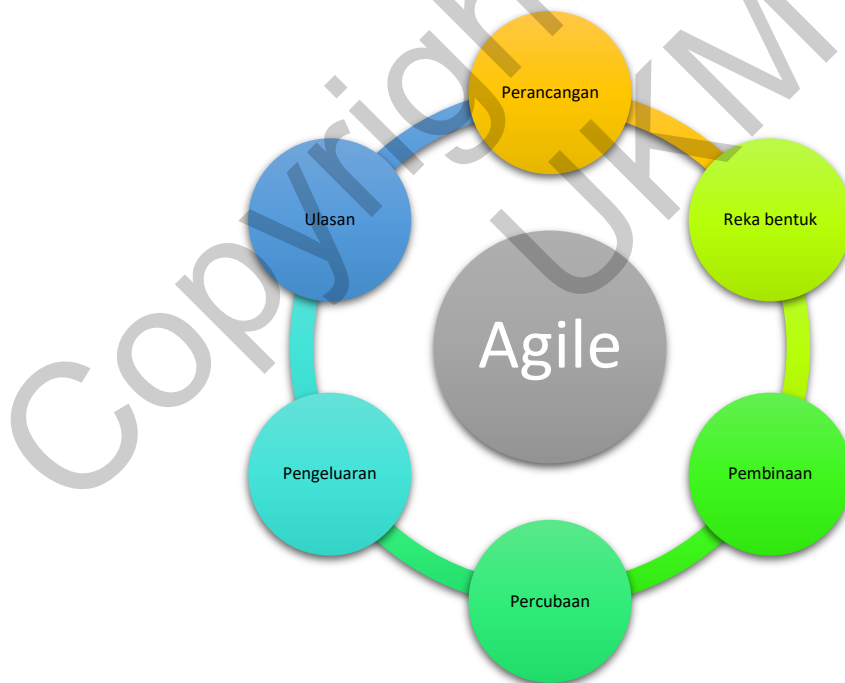 Perancangan
Reka bentuk
Pembinaan
Percubaan
Pengeluaran
Ulasan
Agile
Copyright
UKM